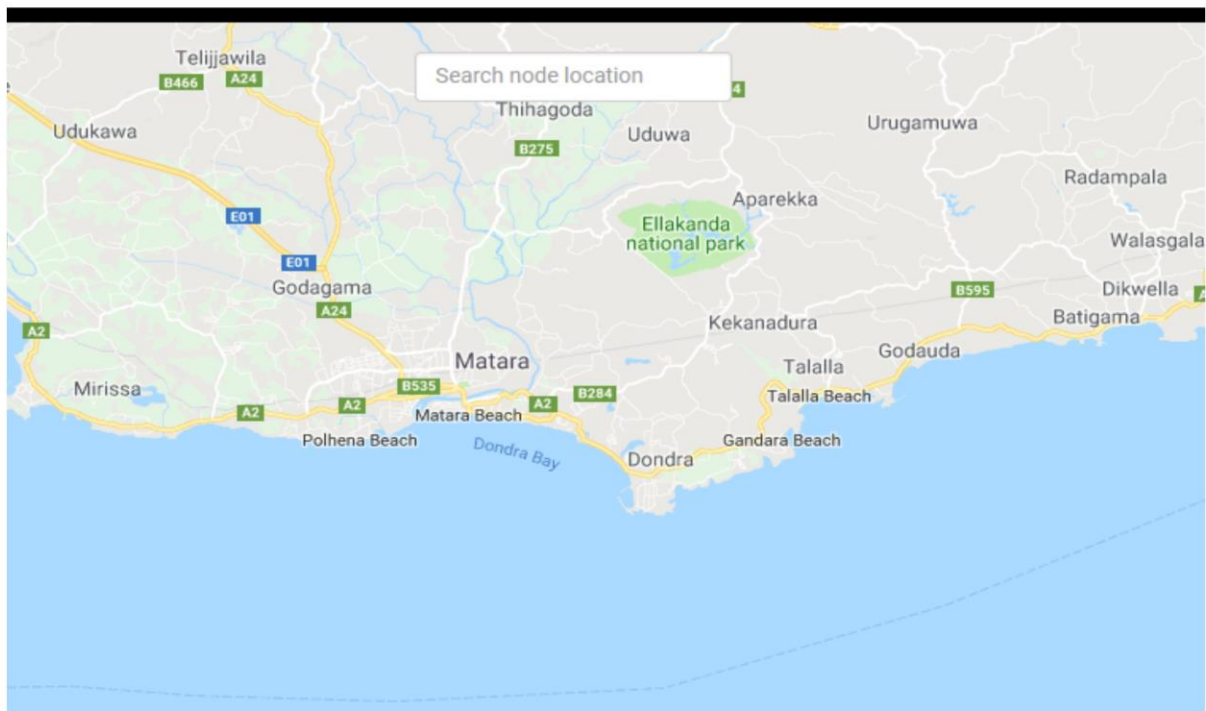 Telijjawila
B466
A24
Search node location
4
Thihagoda
Udukawa
Uduwa
Urugamuwa
B275
Radampala
Aparekka
E01
Ellakanda
national park
Walasgala
E01
Godagama
A24
B595
Dikwella
A2
Kekanadura
Batigama
Matara
Godauda
Talalla
Mirissa
B535
B284
Talalla Beach
A2
A2
A2
Matara Beach
Polhena Beach
Dondra Bay
Gandara Beach
Dondra